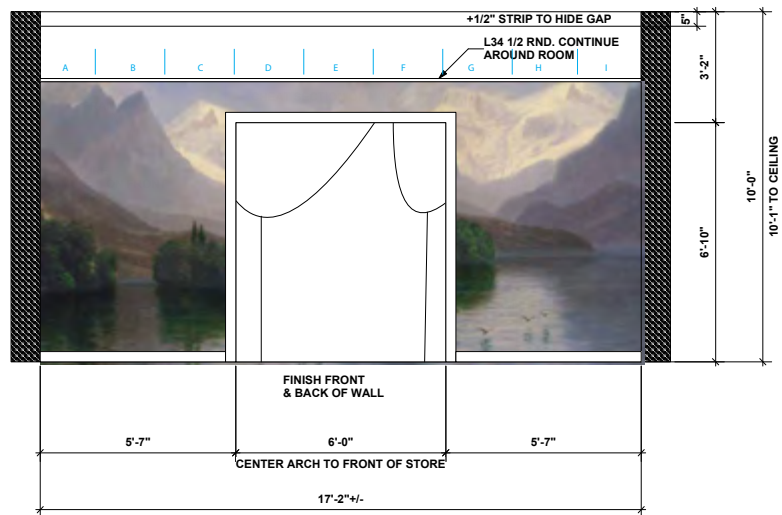 +1/2" STRIP TO HIDE GAP
5"
L34 1/2 RND. CONTINUE
AROUND ROOM
A B C D E F G H I
3'-2"
10'-0"
10'-1" TO CEILING
6'-10"
FINISH FRONT
& BACK OF WALL
5'-7" 6'-0" 5'-7"
CENTER ARCH TO FRONT OF STORE
17'-2"+/-